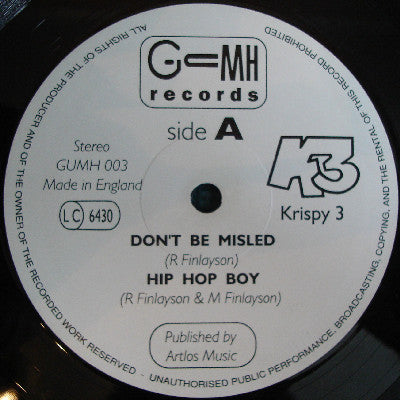 GUMH
records
side A
Stereo
GUMH 003
Made in England
LC 6430
K3
Krispy 3
DON'T BE MISLED
(R Finlayson)
HIP HOP BOY
(R Finlayson & M Finlayson)
Published by
Artlos Music
ALL RIGHTS OF THE PRODUCER AND OF THE OWNER OF THE RECORDED WORK RESERVED - UNAUTHORISED PUBLIC PERFORMANCE, BROADCASTING, COPYING, AND THE RENTAL OF THIS RECORD PROHIBITED